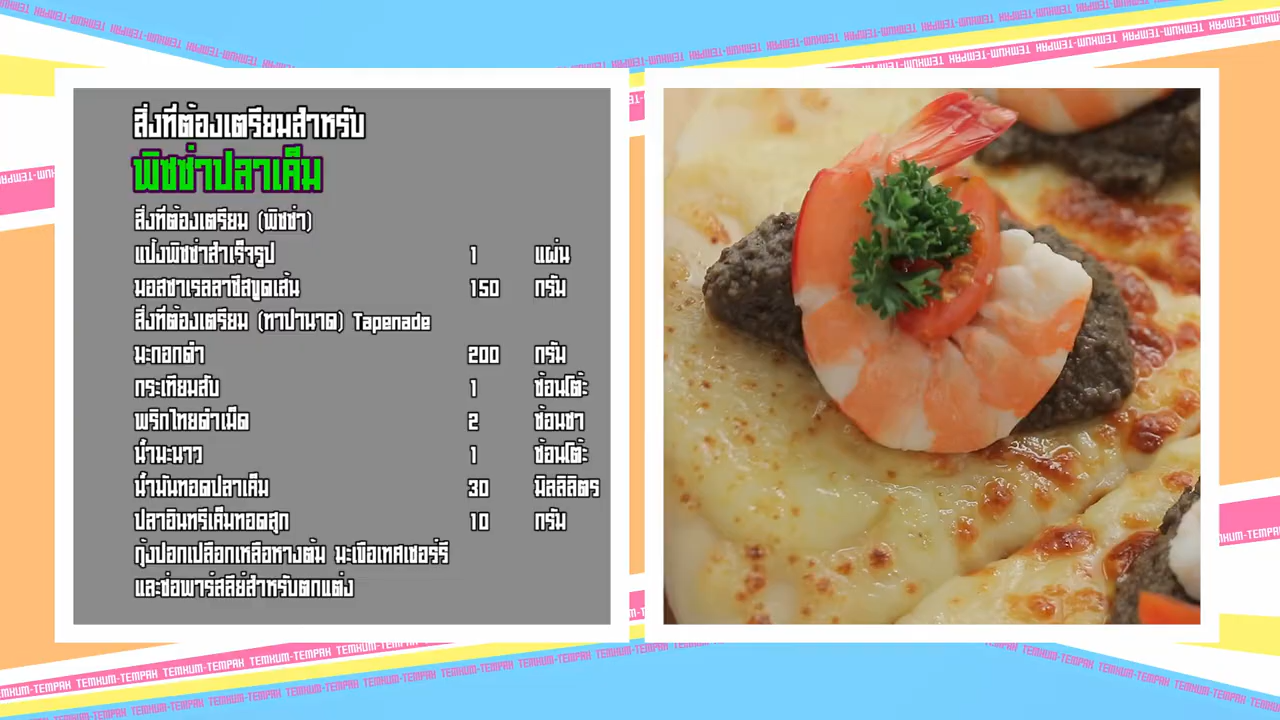 สิ่งที่ต้องเตรียมสำหรับ
พิซซ่าปลาเค็ม
สิ่งที่ต้องเตรียม (พิซซ่า)
แป้งพิซซ่าสำเร็จรูป 1 แผ่น
มอสซาเรลลาชีสขูดเส้น 150 กรัม
สิ่งที่ต้องเตรียม (ทาปานาด) Tapenade
มะกอกดำ 200 กรัม
กระเทียมสับ 1 ช้อนโต๊ะ
พริกไทยดำเม็ด 2 ช้อนชา
น้ำมะนาว 1 ช้อนโต๊ะ
น้ำมันทอดปลาเค็ม 30 มิลลิลิตร
ปลาอินทรีเค็มทอดสุก 10 กรัม
กุ้งปอกเปลือกเหลือหางต้ม มะเขือเทศเชอร์รี
และช่อพาร์สลีย์สำหรับตกแต่ง
TEMXUM-TEMPAX TEMXUM-TEMPAX TEMXUM-TEMPAX TEMXUM-TEMPAX